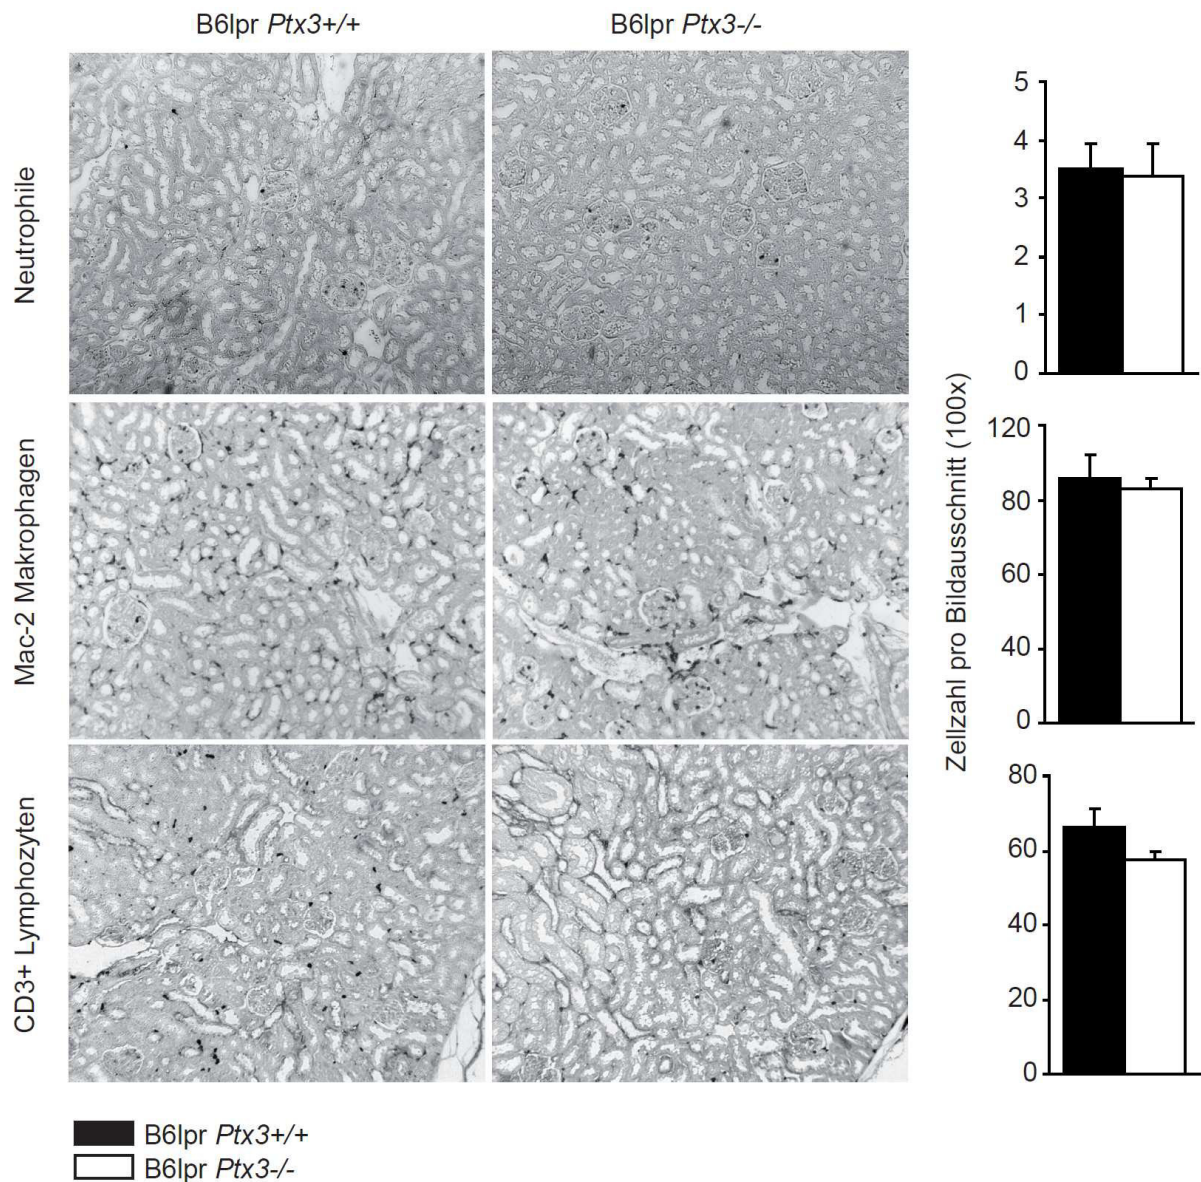 B6lpr Ptx3+/+
B6lpr Ptx3-/-
Neutrophile
Mac-2 Makrophagen
CD3+ Lymphozyten
Zellzahl pro Bildausschnitt (100x)
5
4
3
2
1
0
120
80
60
40
0
80
60
40
20
0
B6lpr Ptx3+/+
B6lpr Ptx3-/-